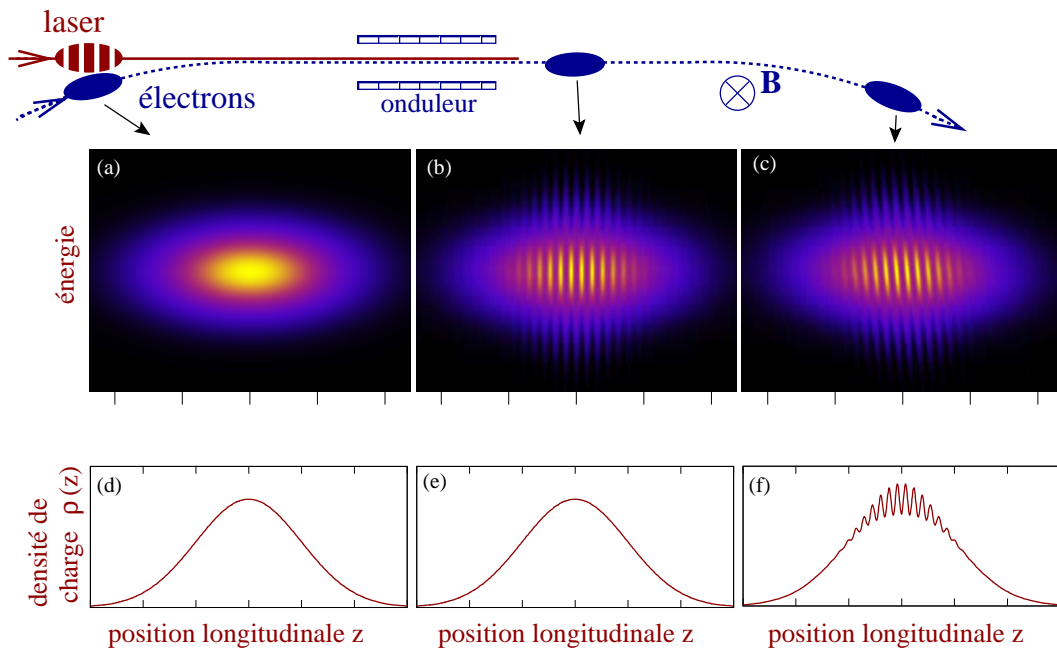 laser
électrons
onduleur
B
énergie
(a)
(b)
(c)
densité de
charge ρ(z)
(d)
(e)
(f)
position longitudinale z
position longitudinale z
position longitudinale z